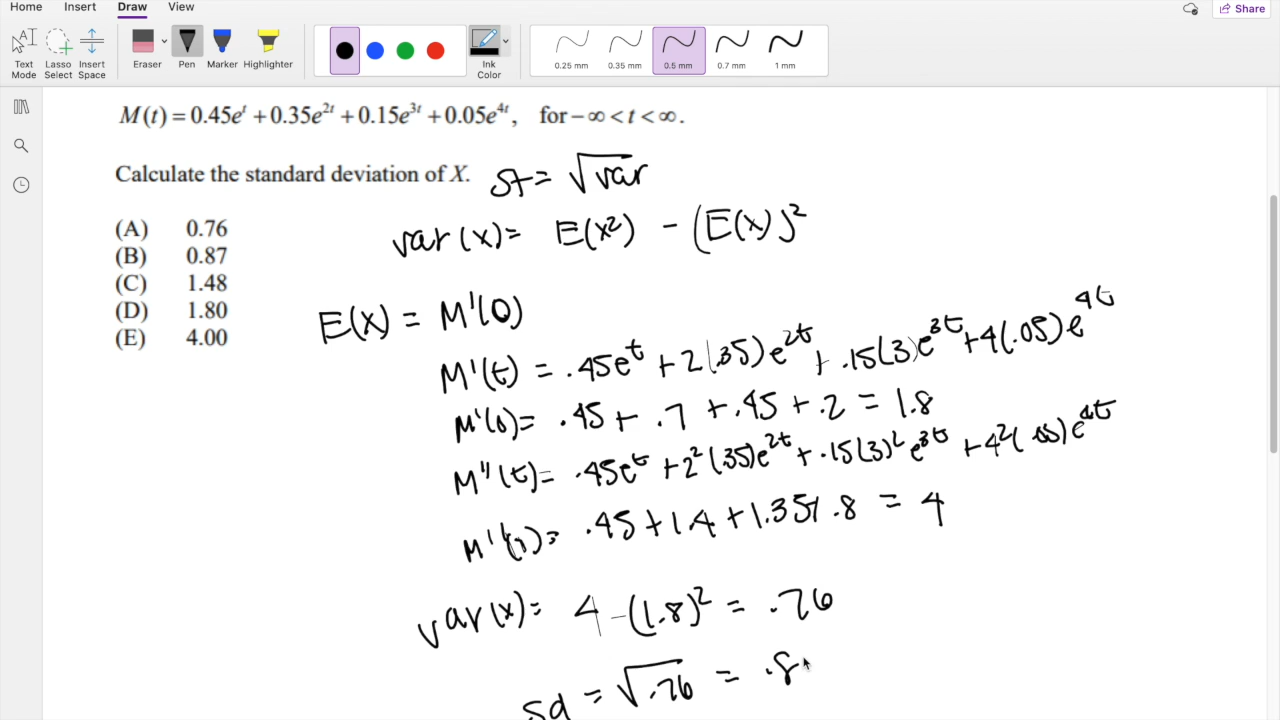 Home Insert Draw View Share
Text Mode Lasso Select Insert Space Eraser Pen Marker Highlighter Ink Color 0.25 mm 0.35 mm 0.5 mm 0.7 mm 1 mm
M(t) = 0.45e^t + 0.35e^{2t} + 0.15e^{3t} + 0.05e^{4t}, for −∞ < t < ∞.
Calculate the standard deviation of X. st = √var
(A) 0.76
(B) 0.87
(C) 1.48
(D) 1.80
(E) 4.00
var(x) = E(x²) − (E(x))²
E(x) = M'(0)
M'(t) = .45e^t + 2(.35)e^{2t} + .15(3)e^{3t} + 4(.05)e^{4t}
M'(0) = .45 + .7 + .45 + .2 = 1.8
M''(t) = .45e^t + 2²(.35)e^{2t} + .15(3)²e^{3t} + 4²(.05)e^{4t}
M''(0) = .45 + 1.4 + 1.35 + .8 = 4
var(x) = 4 − (1.8)² = .76
sd = √.76 = .8